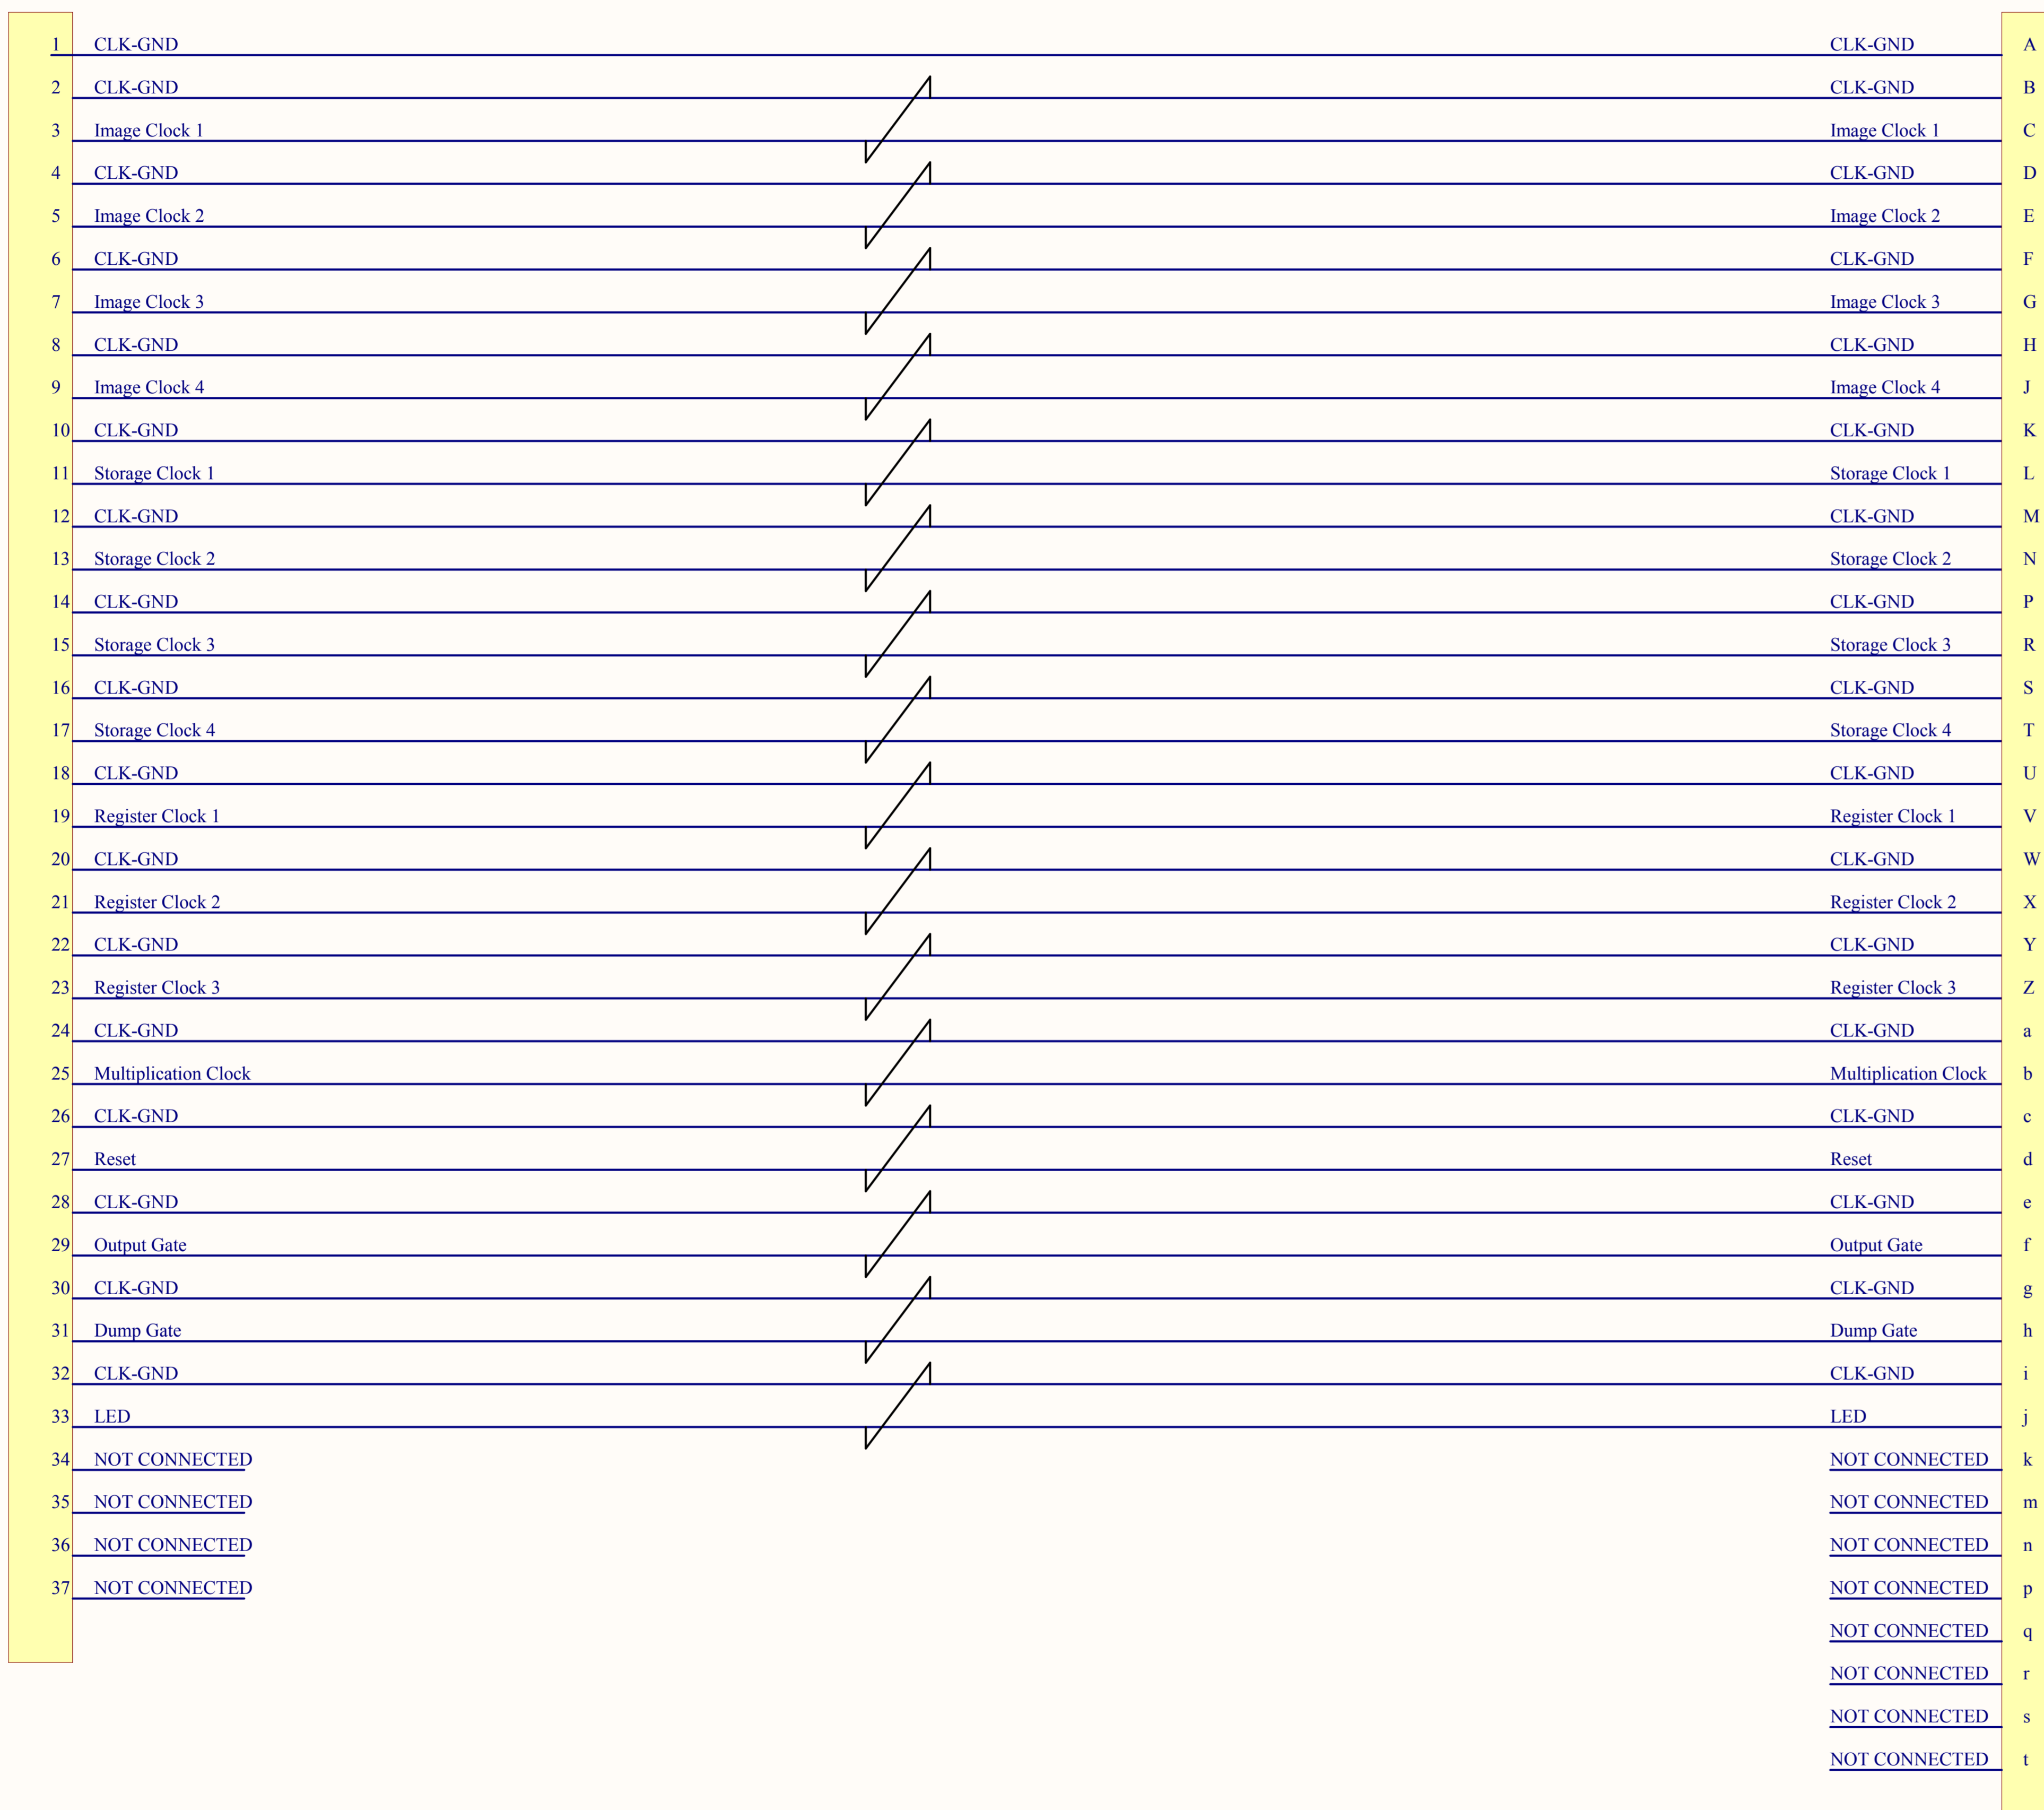 1 CLK-GND CLK-GND A
2 CLK-GND CLK-GND B
3 Image Clock 1 Image Clock 1 C
4 CLK-GND CLK-GND D
5 Image Clock 2 Image Clock 2 E
6 CLK-GND CLK-GND F
7 Image Clock 3 Image Clock 3 G
8 CLK-GND CLK-GND H
9 Image Clock 4 Image Clock 4 J
10 CLK-GND CLK-GND K
11 Storage Clock 1 Storage Clock 1 L
12 CLK-GND CLK-GND M
13 Storage Clock 2 Storage Clock 2 N
14 CLK-GND CLK-GND P
15 Storage Clock 3 Storage Clock 3 R
16 CLK-GND CLK-GND S
17 Storage Clock 4 Storage Clock 4 T
18 CLK-GND CLK-GND U
19 Register Clock 1 Register Clock 1 V
20 CLK-GND CLK-GND W
21 Register Clock 2 Register Clock 2 X
22 CLK-GND CLK-GND Y
23 Register Clock 3 Register Clock 3 Z
24 CLK-GND CLK-GND a
25 Multiplication Clock Multiplication Clock b
26 CLK-GND CLK-GND c
27 Reset Reset d
28 CLK-GND CLK-GND e
29 Output Gate Output Gate f
30 CLK-GND CLK-GND g
31 Dump Gate Dump Gate h
32 CLK-GND CLK-GND i
33 LED LED j
34 NOT CONNECTED NOT CONNECTED k
35 NOT CONNECTED NOT CONNECTED m
36 NOT CONNECTED NOT CONNECTED n
37 NOT CONNECTED NOT CONNECTED p
NOT CONNECTED q
NOT CONNECTED r
NOT CONNECTED s
NOT CONNECTED t